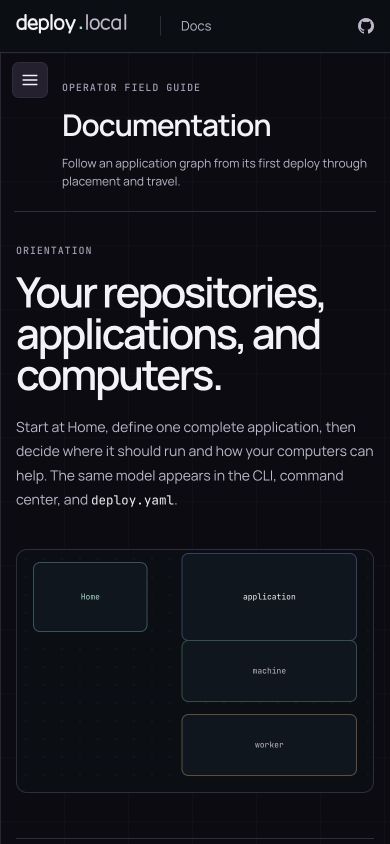 deploy.local
Docs
OPERATOR FIELD GUIDE
Documentation
Follow an application graph from its first deploy through
placement and travel.
ORIENTATION
Your repositories,
applications, and
computers.
Start at Home, define one complete application, then
decide where it should run and how your computers can
help. The same model appears in the CLI, command
center, and deploy.yaml.
Home
application
machine
worker